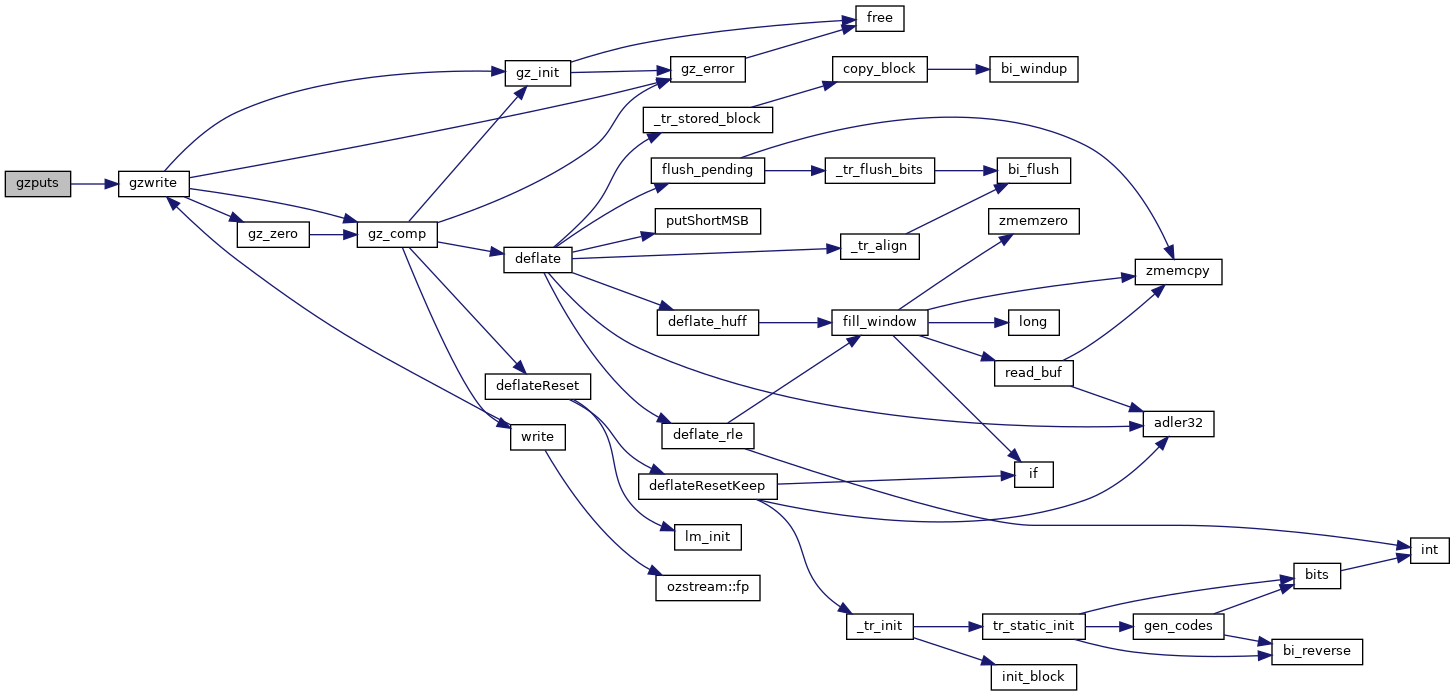 free
gz_init
gz_error
copy_block
bi_windup
_tr_stored_block
flush_pending
_tr_flush_bits
bi_flush
gzputs
gzwrite
putShortMSB
zmemzero
gz_zero
gz_comp
_tr_align
deflate
zmemcpy
deflate_huff
fill_window
long
read_buf
deflateReset
adler32
write
deflate_rle
if
deflateResetKeep
lm_init
int
bits
ozstream::fp
_tr_init
tr_static_init
gen_codes
bi_reverse
init_block